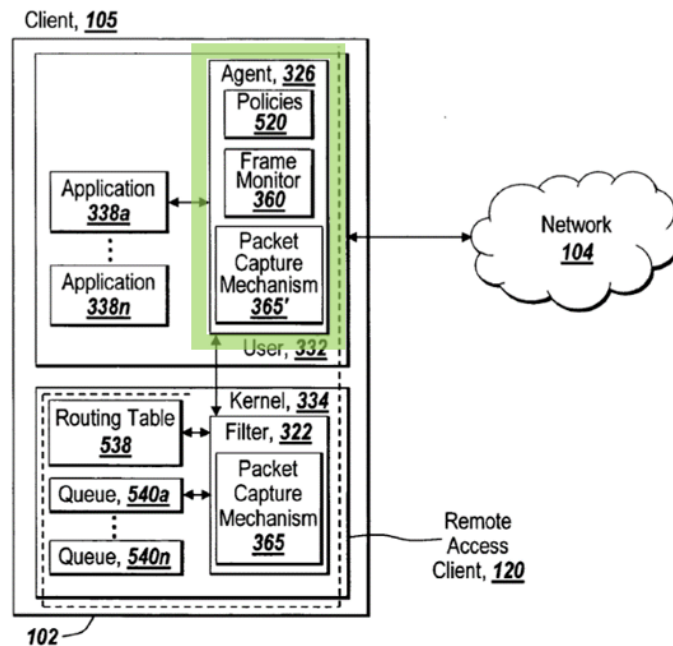 Client, 105
Agent, 326
Policies
520
Frame
Monitor
360
Application
338a
Packet
Capture
Mechanism
365'
Application
338n
User, 332
Network
104
Kernel, 334
Routing Table
538
Filter, 322
Queue, 540a
Packet
Capture
Mechanism
365
Queue, 540n
Remote
Access
Client, 120
102